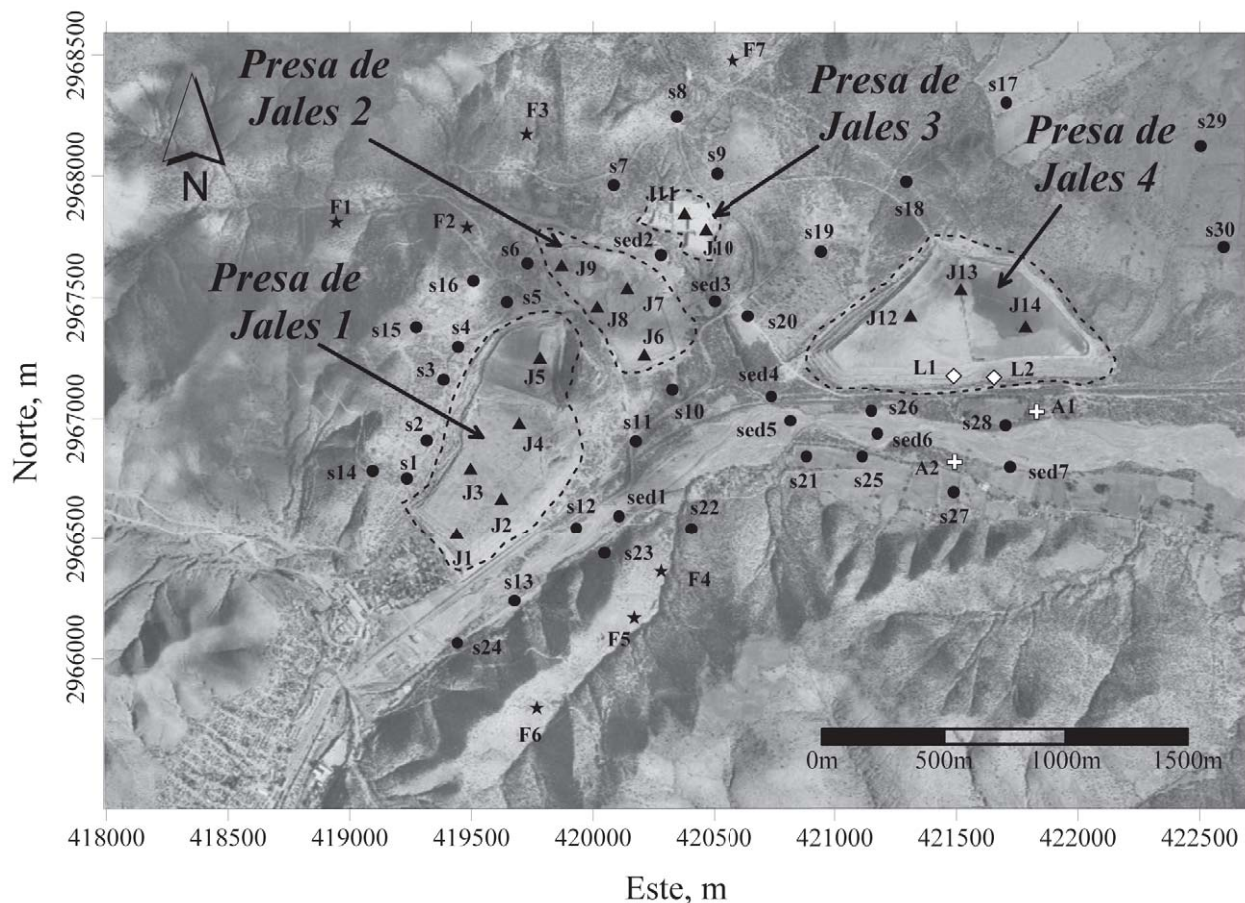 2968500
2968000
2967500
2967000
2966500
2966000
Norte, m
N
Presa de
Jales 2
Presa de
Jales 3
Presa de
Jales 4
Presa de
Jales 1
F7
F3
s8
s17
s29
s7
s9
s18
F1
F2
J11
J10
s30
s6
sed2
s19
J9
s16
s5
J7
sed3
J13
J14
J8
s20
J12
s15
s4
J6
J5
s3
L1
L2
sed4
s10
A1
s2
J4
s11
s26
sed5
s28
sed6
s14
s1
J3
s21
s25
A2
sed7
J2
s27
s12
sed1
s22
J1
s23
F4
s13
F5
s24
F6
0m
500m
1000m
1500m
418000
418500
419000
419500
420000
420500
421000
421500
422000
422500
Este, m